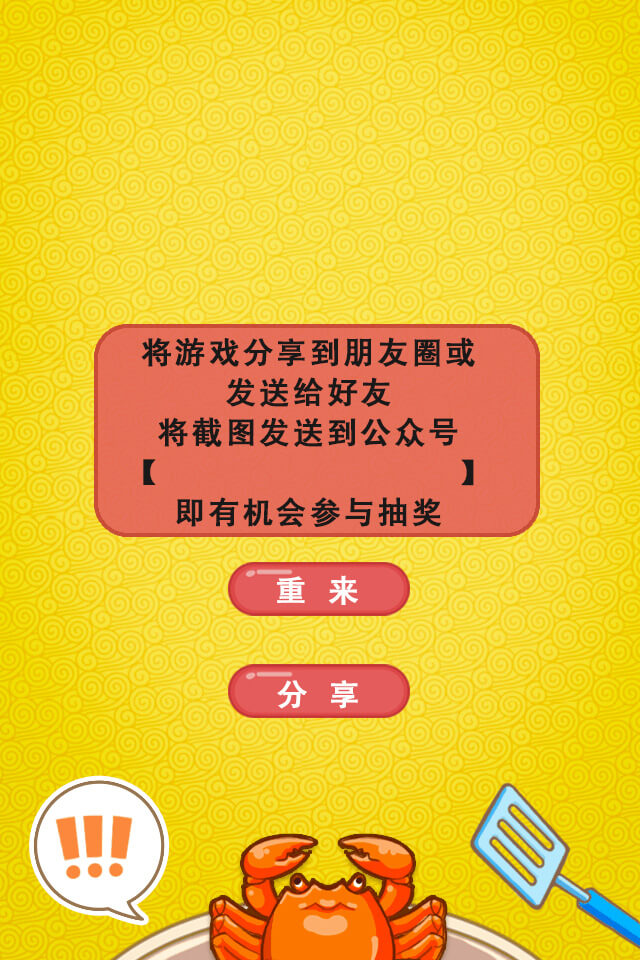 将游戏分享到朋友圈或
发送给好友
将截图发送到公众号
【 】
即有机会参与抽奖
重 来
分 享
!!!